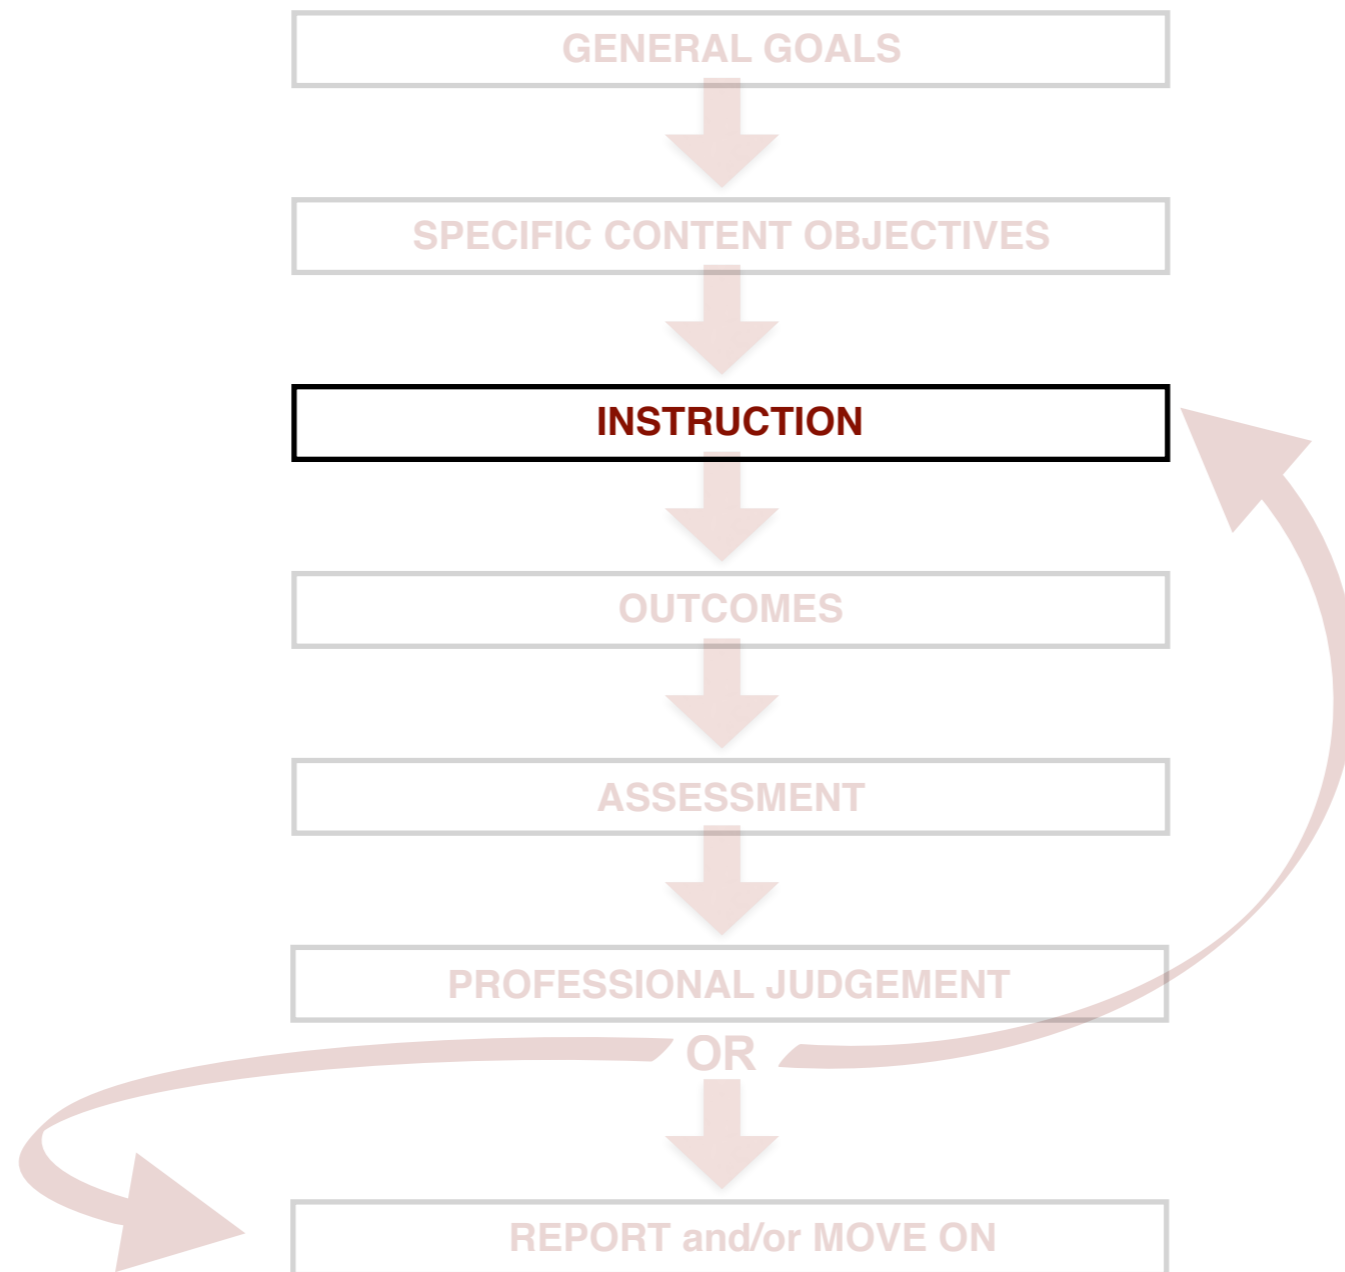 GENERAL GOALS
SPECIFIC CONTENT OBJECTIVES
INSTRUCTION
OUTCOMES
ASSESSMENT
PROFESSIONAL JUDGEMENT
OR
REPORT and/or MOVE ON